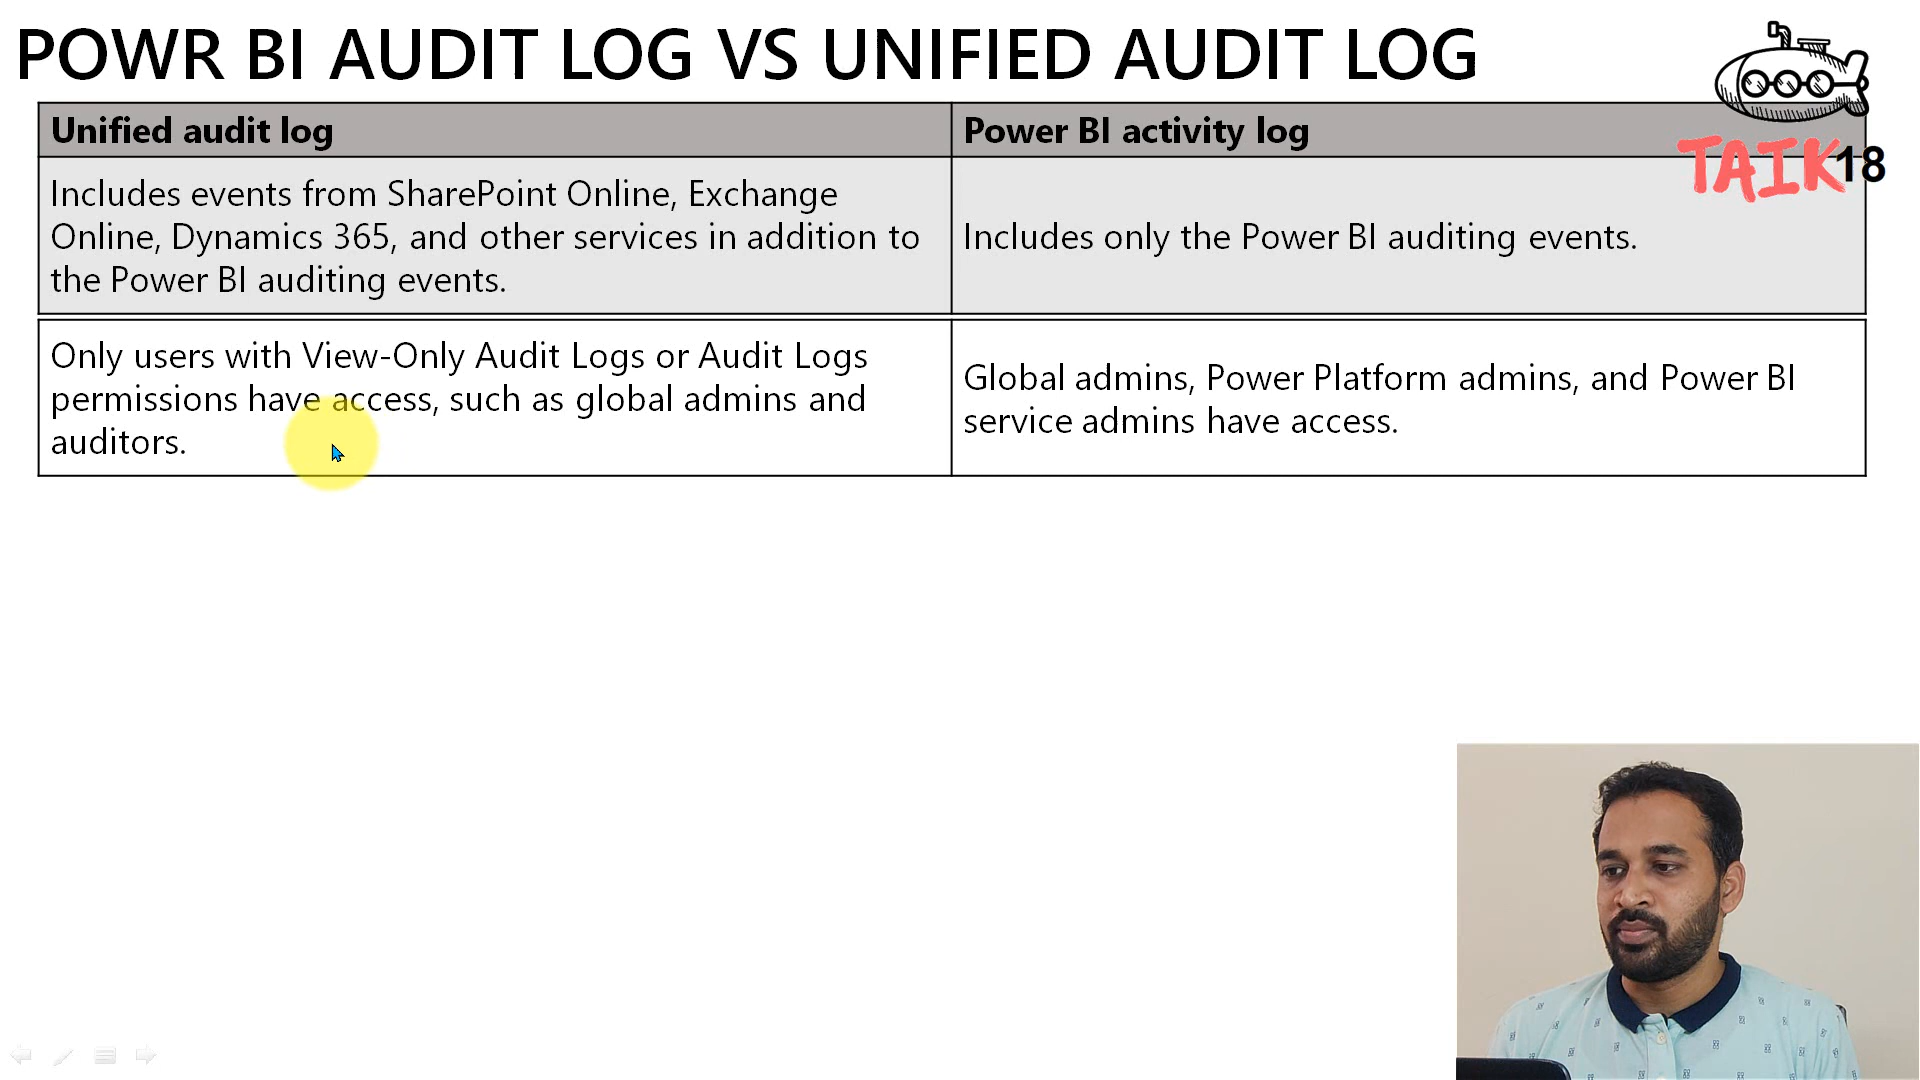 POWR BI AUDIT LOG VS UNIFIED AUDIT LOG
TAIK18
Unified audit log
Power BI activity log
Includes events from SharePoint Online, Exchange
Online, Dynamics 365, and other services in addition to
the Power BI auditing events.
Includes only the Power BI auditing events.
Only users with View-Only Audit Logs or Audit Logs
permissions have access, such as global admins and
auditors.
Global admins, Power Platform admins, and Power BI
service admins have access.